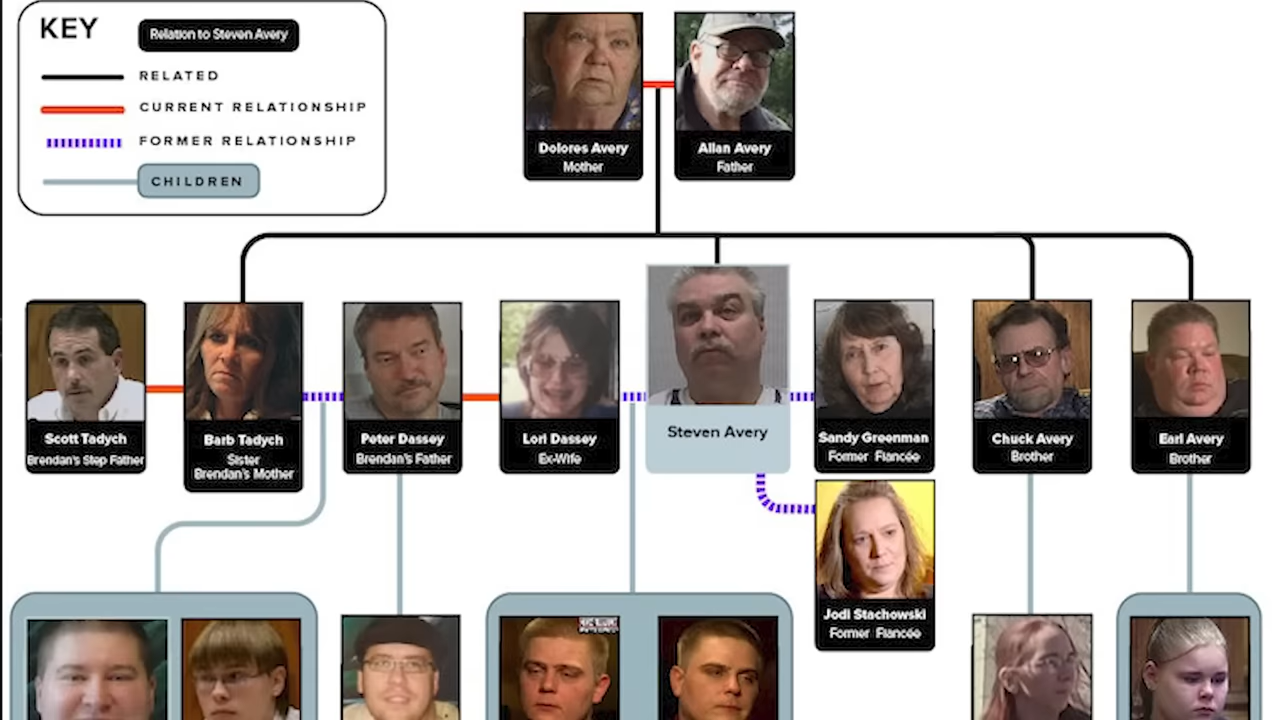 KEY
Relation to Steven Avery
RELATED
CURRENT RELATIONSHIP
FORMER RELATIONSHIP
CHILDREN
Dolores Avery
Mother
Allan Avery
Father
Scott Tadych
Brendan's Step Father
Barb Tadych
Sister
Brendan's Mother
Peter Dassey
Brendan's Father
Lori Dassey
Ex-Wife
Steven Avery
Sandy Greenman
Former Fiancée
Chuck Avery
Brother
Earl Avery
Brother
Jodi Stachowski
Former Fiancée